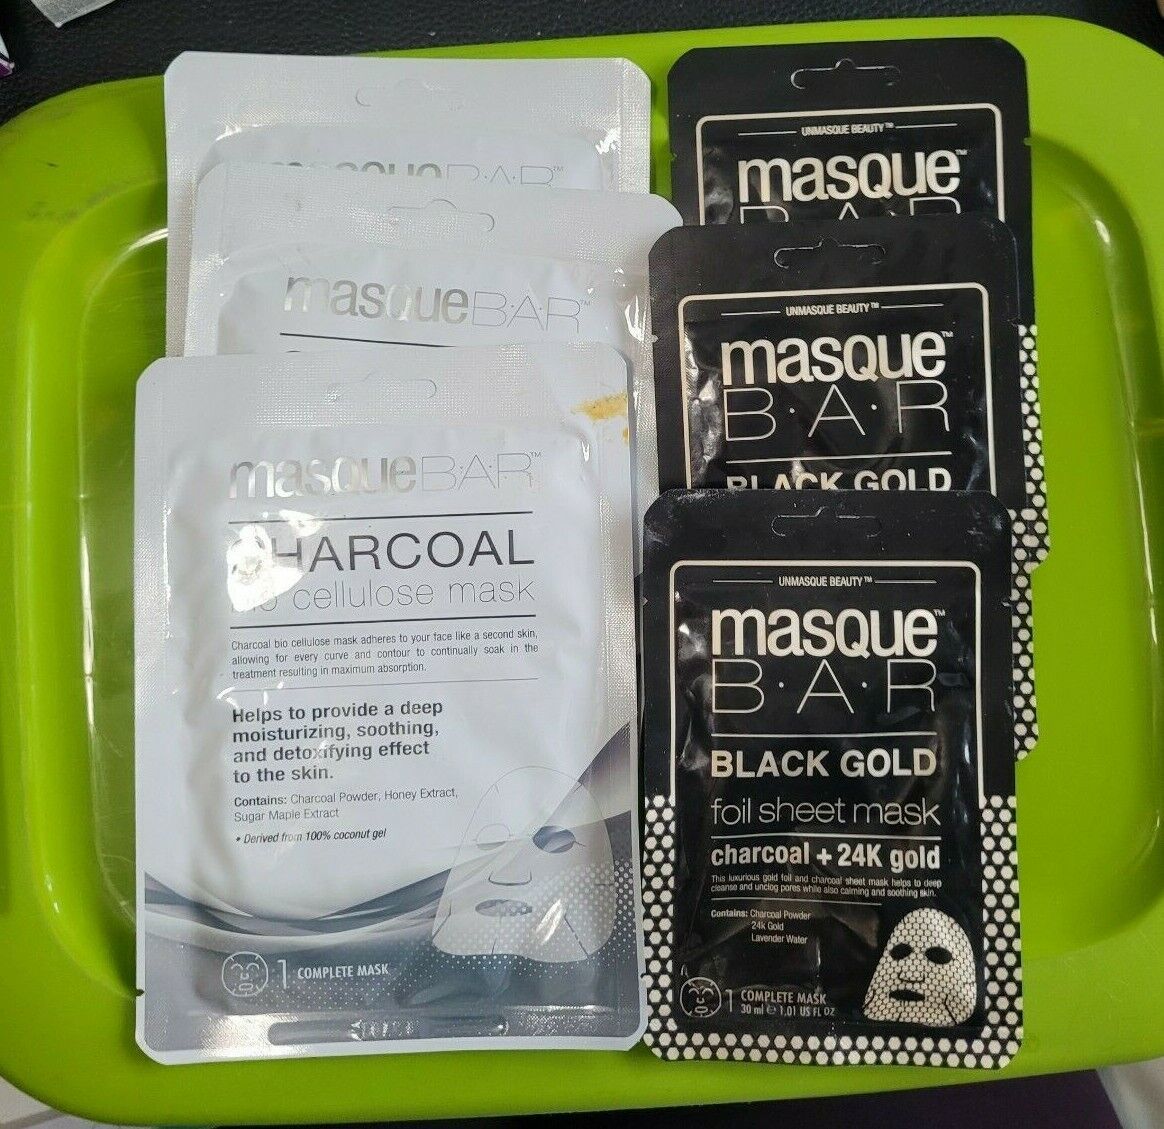 masqueBAR™
masqueBAR™
masqueBAR™
CHARCOAL
bio cellulose mask
Charcoal bio cellulose mask adheres to your face like a second skin,
allowing for every curve and contour to continually soak in the
treatment resulting in maximum absorption.
Helps to provide a deep
moisturizing, soothing,
and detoxifying effect
to the skin.
Contains: Charcoal Powder, Honey Extract,
Sugar Maple Extract
• Derived from 100% coconut gel
1 COMPLETE MASK
UNMASQUE BEAUTY™
masque™
BAR
UNMASQUE BEAUTY™
masque™
B·A·R
BLACK GOLD
UNMASQUE BEAUTY™
masque™
B·A·R
BLACK GOLD
foil sheet mask
charcoal + 24K gold
This luxurious gold foil and charcoal sheet mask helps to deep
cleanse and unclog pores while also calming and soothing skin.
Contains: Charcoal Powder
24k Gold
Lavender Water
1 COMPLETE MASK
30 ml ℮ 1.01 US FL OZ